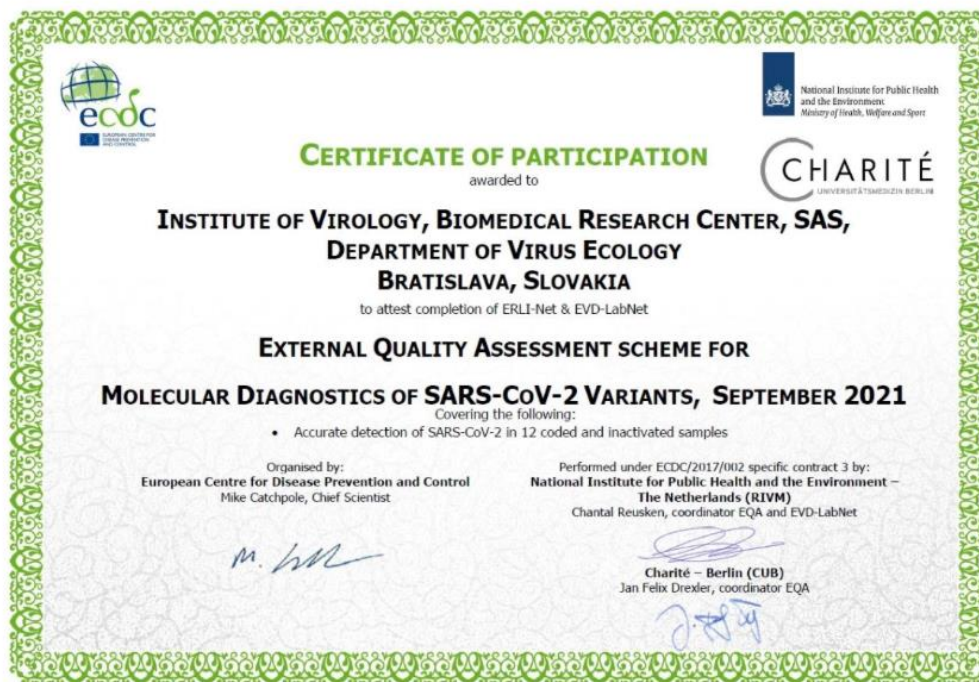 ecdc
EUROPEAN CENTRE FOR
DISEASE PREVENTION
AND CONTROL
National Institute for Public Health
and the Environment
Ministry of Health, Welfare and Sport
CHARITÉ
UNIVERSITÄTSMEDIZIN BERLIN
CERTIFICATE OF PARTICIPATION
awarded to
INSTITUTE OF VIROLOGY, BIOMEDICAL RESEARCH CENTER, SAS,
DEPARTMENT OF VIRUS ECOLOGY
BRATISLAVA, SLOVAKIA
to attest completion of ERLI-Net & EVD-LabNet
EXTERNAL QUALITY ASSESSMENT SCHEME FOR
MOLECULAR DIAGNOSTICS OF SARS-COV-2 VARIANTS, SEPTEMBER 2021
Covering the following:
• Accurate detection of SARS-CoV-2 in 12 coded and inactivated samples
Organised by:
European Centre for Disease Prevention and Control
Mike Catchpole, Chief Scientist
Performed under ECDC/2017/002 specific contract 3 by:
National Institute for Public Health and the Environment –
The Netherlands (RIVM)
Chantal Reusken, coordinator EQA and EVD-LabNet
Charité – Berlin (CUB)
Jan Felix Drexler, coordinator EQA